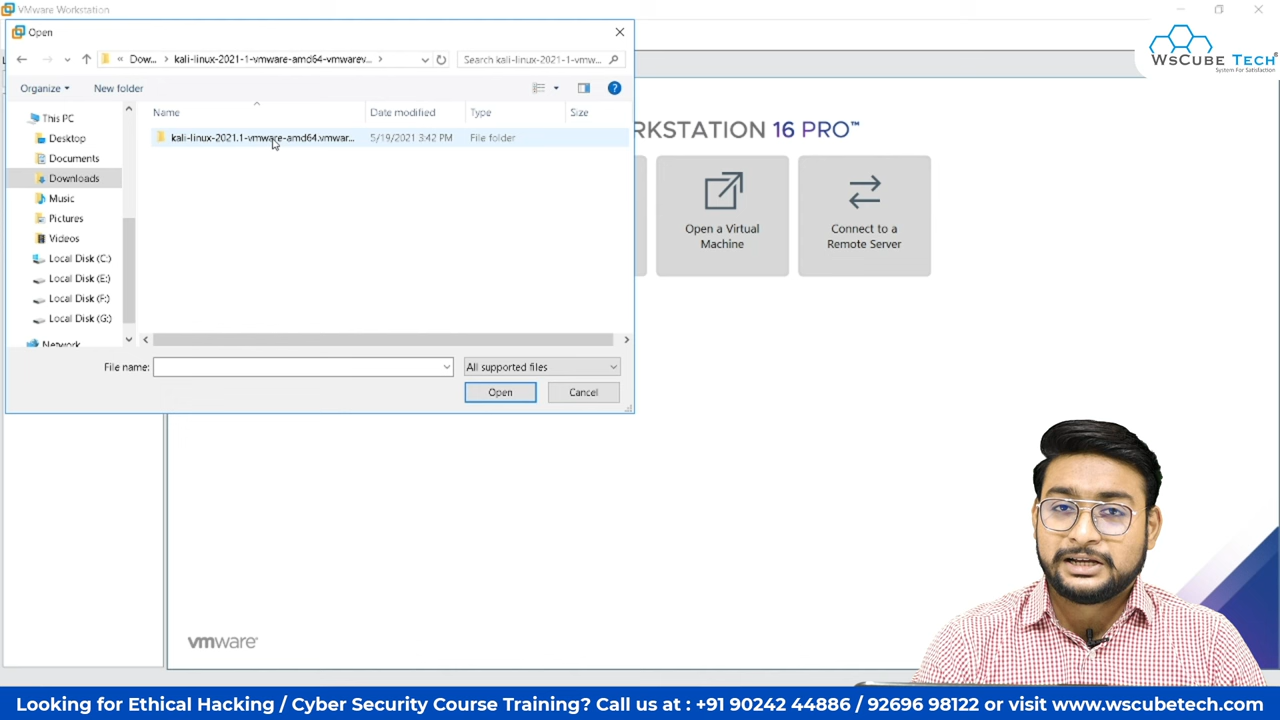 VMware Workstation
Open
Dow... kali-linux-2021-1-vmware-amd64-vmwarev...
Search kali-linux-2021-1-vmw...
Organize
New folder
Name
Date modified
Type
Size
This PC
Desktop
Documents
Downloads
Music
Pictures
Videos
Local Disk (C:)
Local Disk (E:)
Local Disk (F:)
Local Disk (G:)
Network
kali-linux-2021.1-vmware-amd64.vmwar...
5/19/2021 3:42 PM
File folder
File name:
All supported files
Open
Cancel
RKSTATION 16 PRO™
Open a Virtual
Machine
Connect to a
Remote Server
WsCube Tech
System For Satisfaction
vmware
Looking for Ethical Hacking / Cyber Security Course Training? Call us at : +91 90242 44886 / 92696 98122 or visit www.wscubetech.com